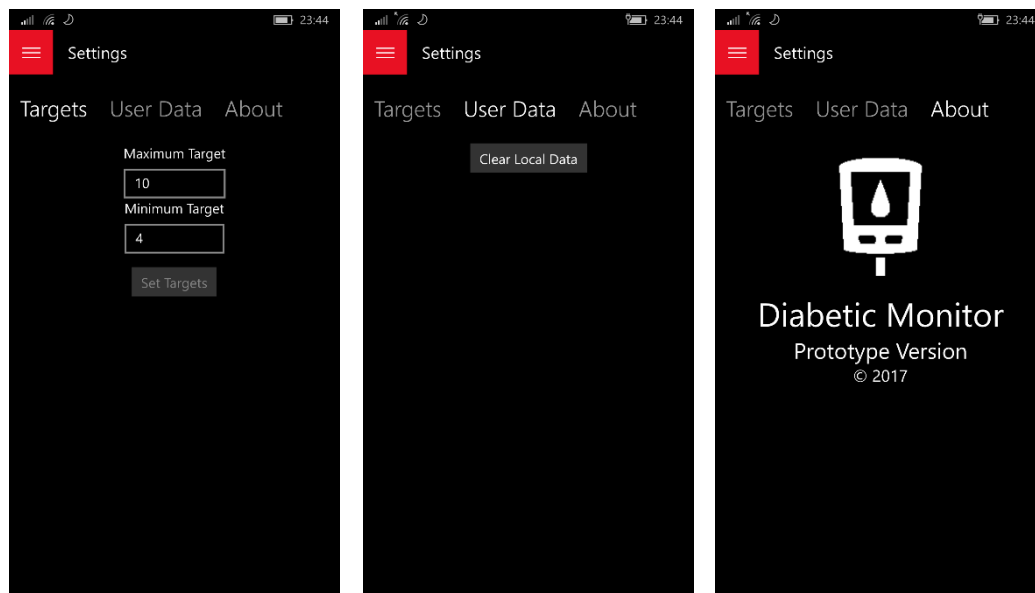 23:44
Settings
Targets User Data About
Maximum Target
10
Minimum Target
4
Set Targets
23:44
Settings
Targets User Data About
Clear Local Data
23:44
Settings
Targets User Data About
Diabetic Monitor
Prototype Version
© 2017